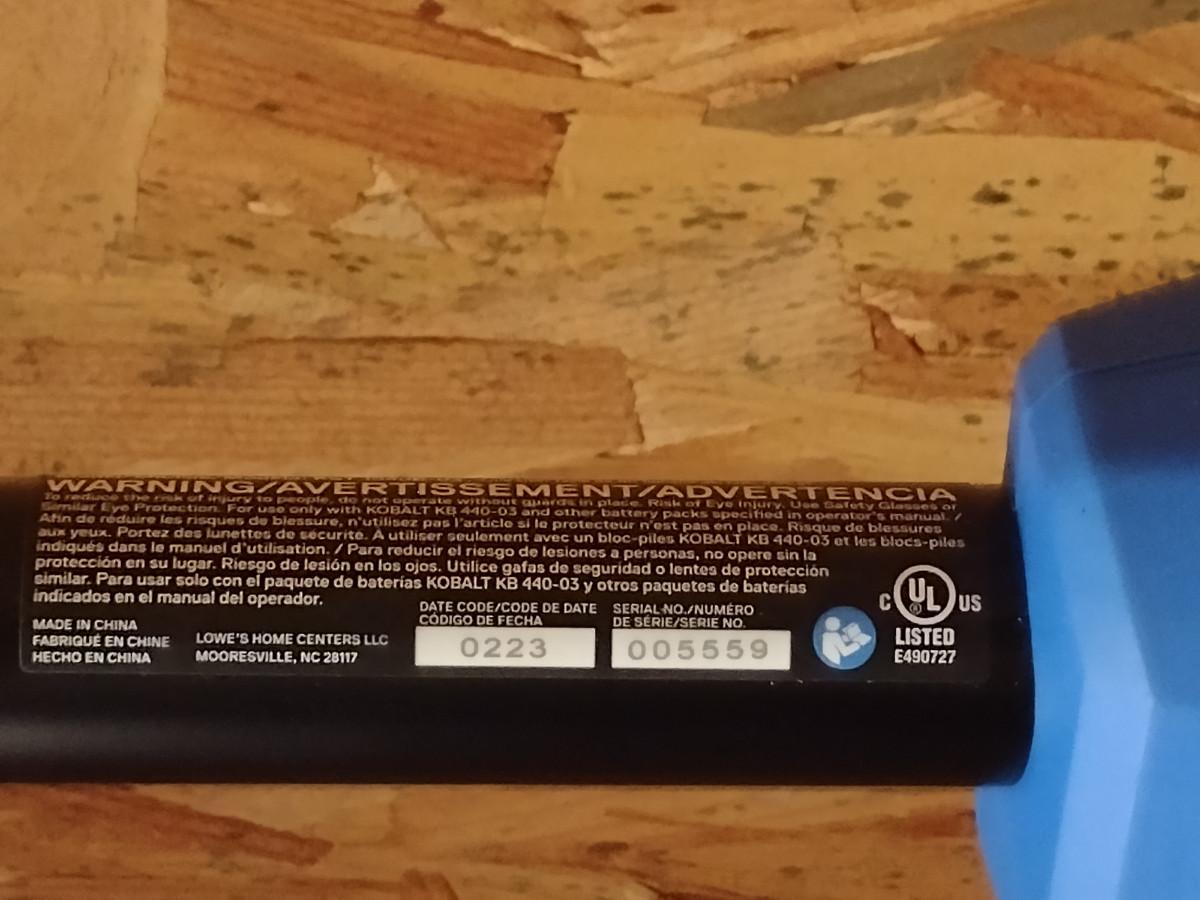 WARNING/AVERTISSEMENT/ADVERTENCIA
To reduce the risk of injury to people, do not operate without guards in place. Risk of Eye Injury. Use Safety Glasses or
Similar Eye Protection. For use only with KOBALT KB 440-03 and other battery packs specified in operator's manual. /
Afin de réduire les risques de blessure, n'utilisez pas l'article si le protecteur n'est pas en place. Risque de blessures
aux yeux. Portez des lunettes de sécurité. À utiliser seulement avec un bloc-piles KOBALT KB 440-03 et les blocs-piles
indiqués dans le manuel d'utilisation. / Para reducir el riesgo de lesiones a personas, no opere sin la
protección en su lugar. Riesgo de lesión en los ojos. Utilice gafas de seguridad o lentes de protección
similar. Para usar solo con el paquete de baterías KOBALT KB 440-03 y otros paquetes de baterías
indicados en el manual del operador.
MADE IN CHINA
FABRIQUÉ EN CHINE
HECHO EN CHINA
LOWE'S HOME CENTERS LLC
MOORESVILLE, NC 28117
DATE CODE/CODE DE DATE
CÓDIGO DE FECHA
0223
SERIAL NO./NUMÉRO
DE SÉRIE/SERIE NO.
005559
C UL ® US
LISTED
E490727